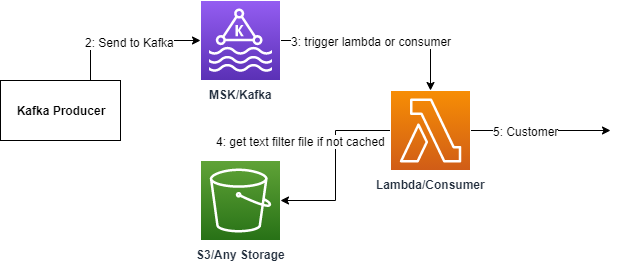 2: Send to Kafka
K
3: trigger lambda or consumer
MSK/Kafka
Kafka Producer
4: get text filter file if not cached
5: Customer
Lambda/Consumer
S3/Any Storage